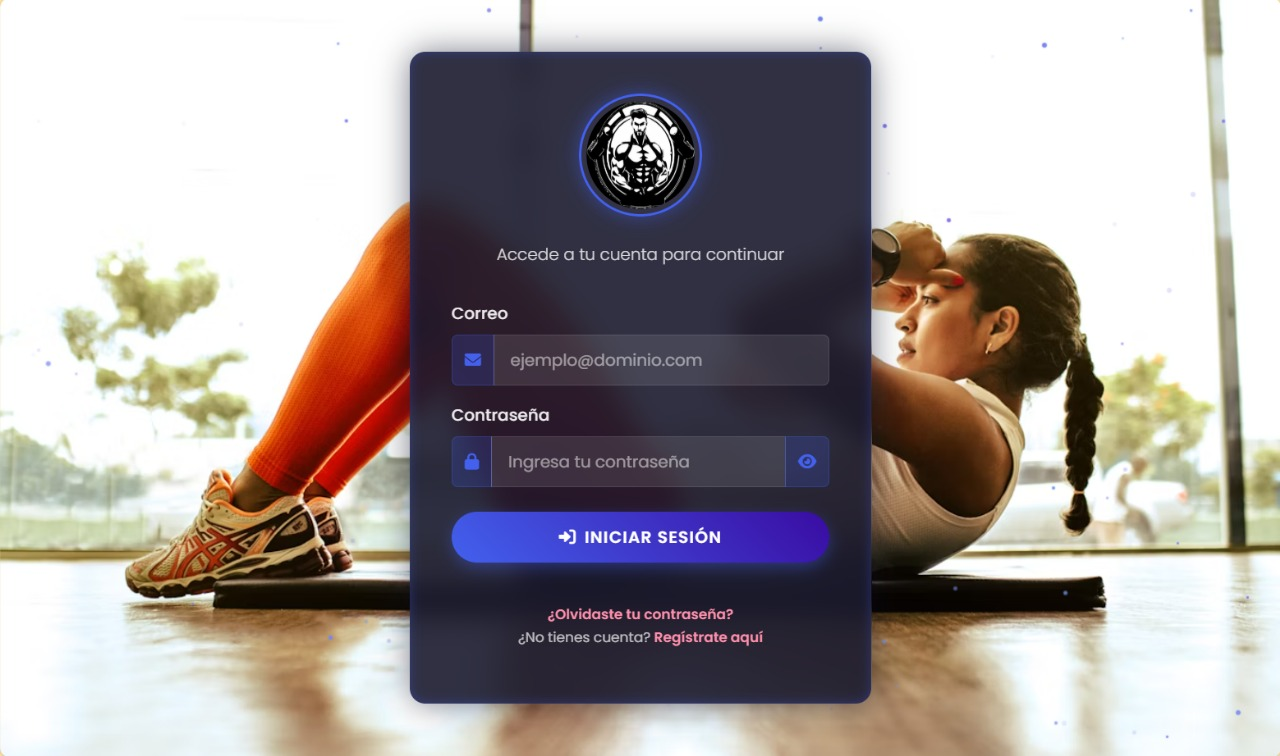 Accede a tu cuenta para continuar
Correo
ejemplo@dominio.com
Contraseña
Ingresa tu contraseña
INICIAR SESIÓN
¿Olvidaste tu contraseña?
¿No tienes cuenta? Regístrate aquí